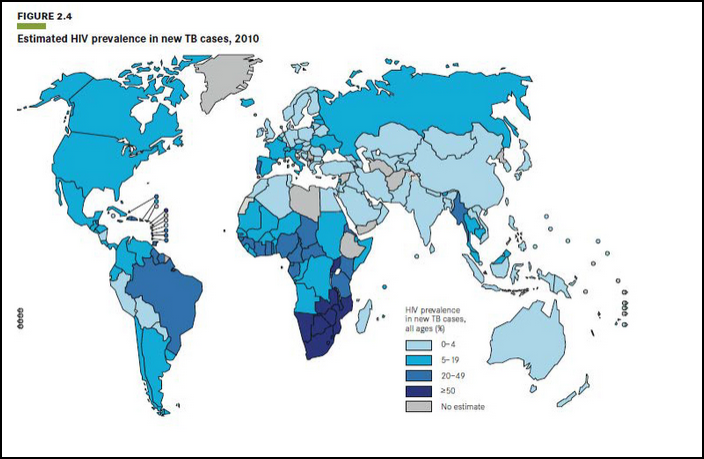 FIGURE 2.4
Estimated HIV prevalence in new TB cases, 2010
HIV prevalence
in new TB cases,
all ages (%)
0–4
5–19
20–49
≥50
No estimate